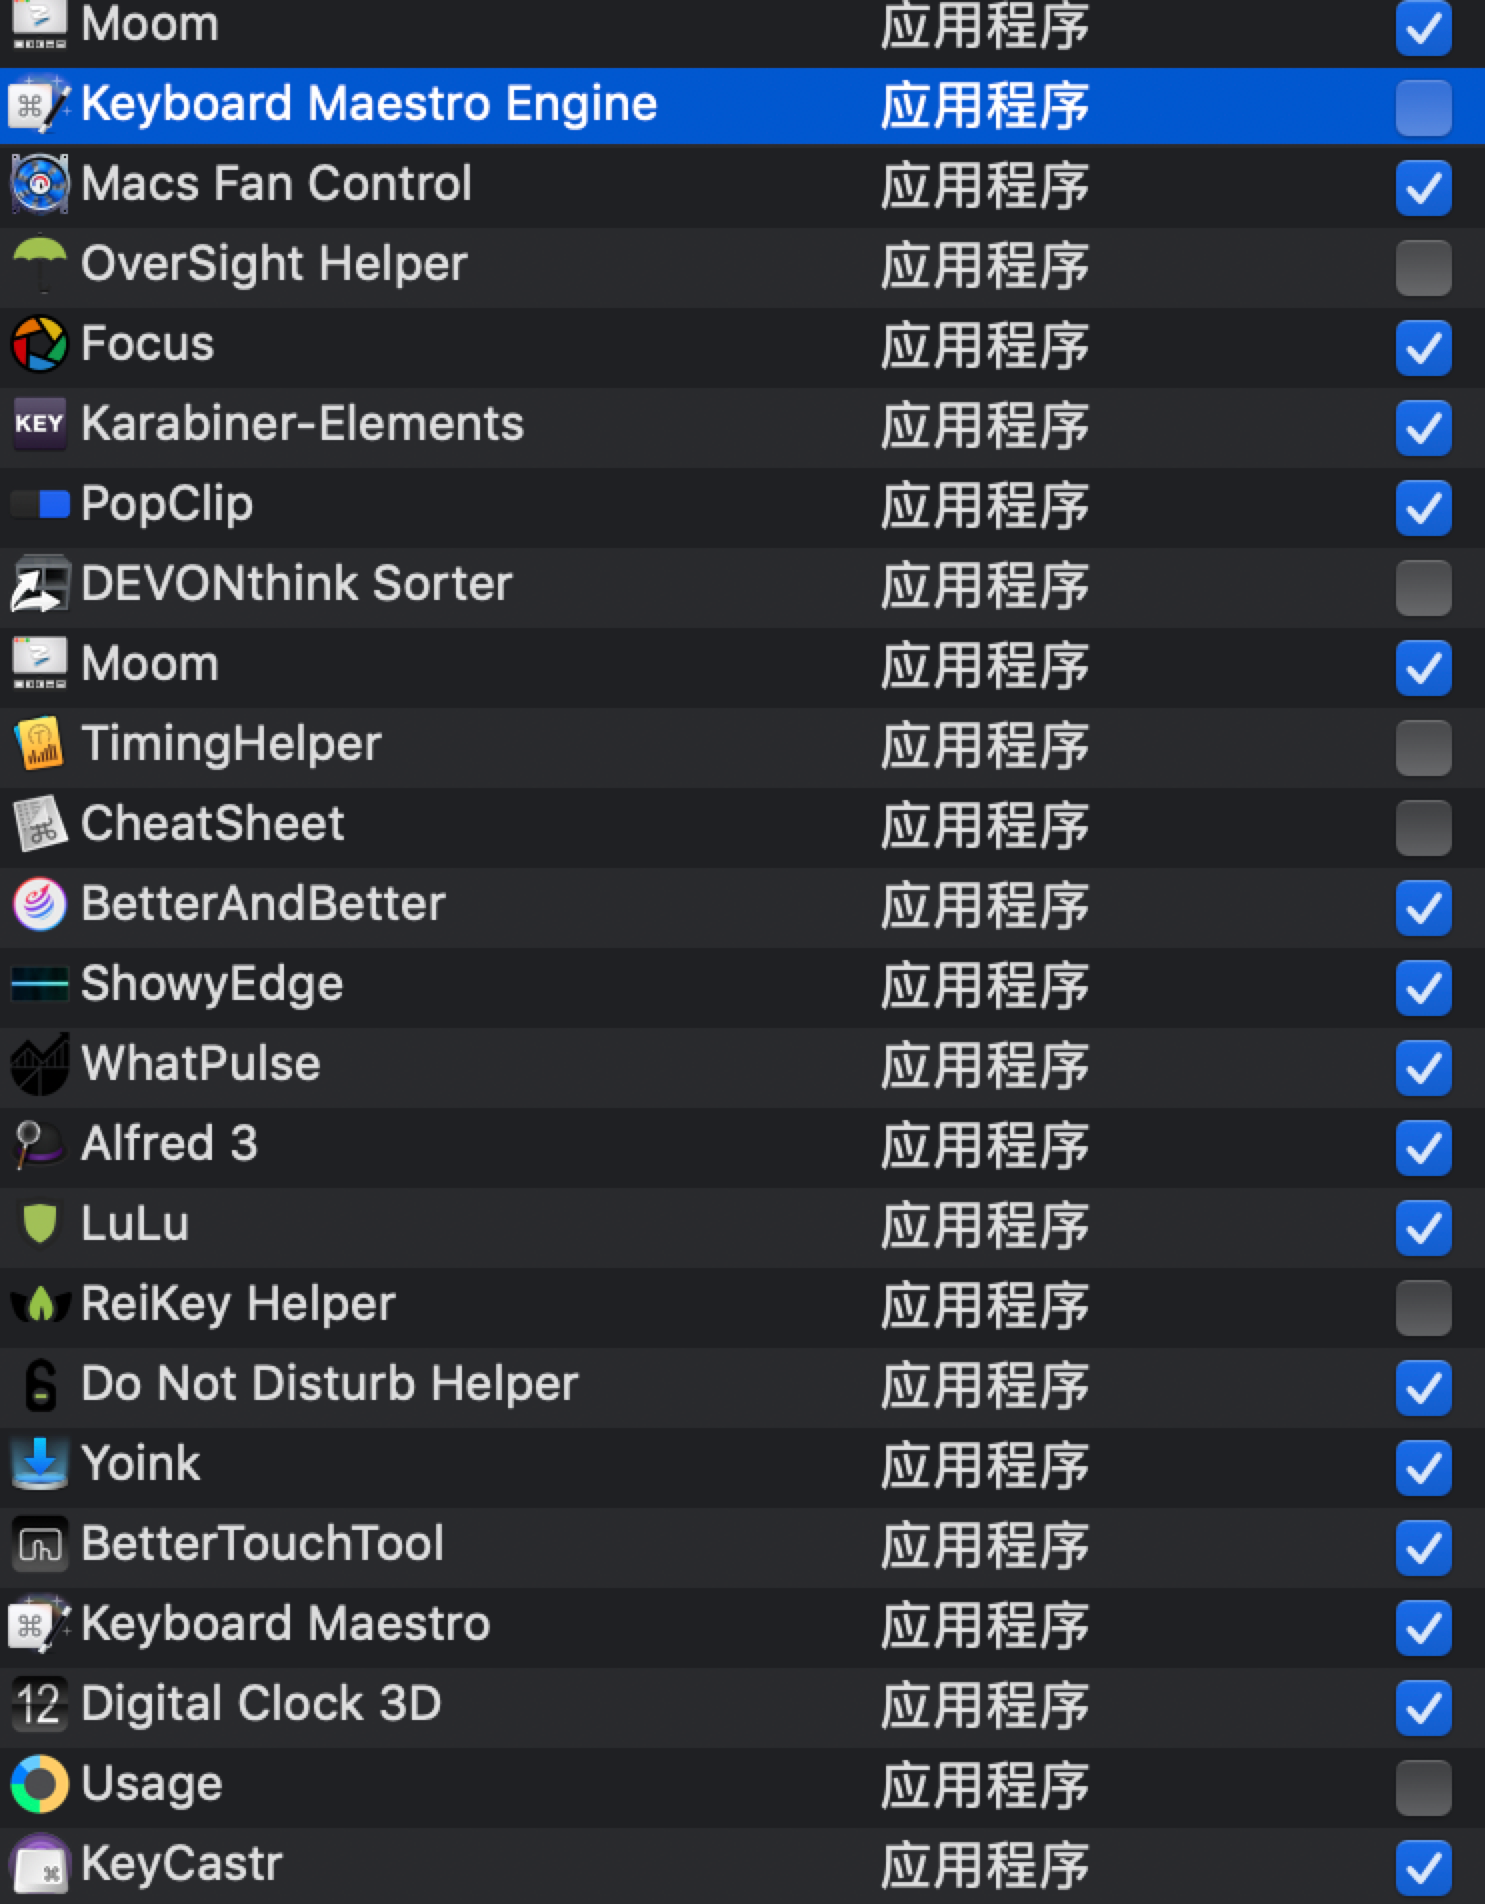 Moom 应用程序
Keyboard Maestro Engine 应用程序
Macs Fan Control 应用程序
OverSight Helper 应用程序
Focus 应用程序
KEY Karabiner-Elements 应用程序
PopClip 应用程序
DEVONthink Sorter 应用程序
Moom 应用程序
TimingHelper 应用程序
CheatSheet 应用程序
BetterAndBetter 应用程序
ShowyEdge 应用程序
WhatPulse 应用程序
Alfred 3 应用程序
LuLu 应用程序
ReiKey Helper 应用程序
Do Not Disturb Helper 应用程序
Yoink 应用程序
BetterTouchTool 应用程序
Keyboard Maestro 应用程序
12 Digital Clock 3D 应用程序
Usage 应用程序
KeyCastr 应用程序